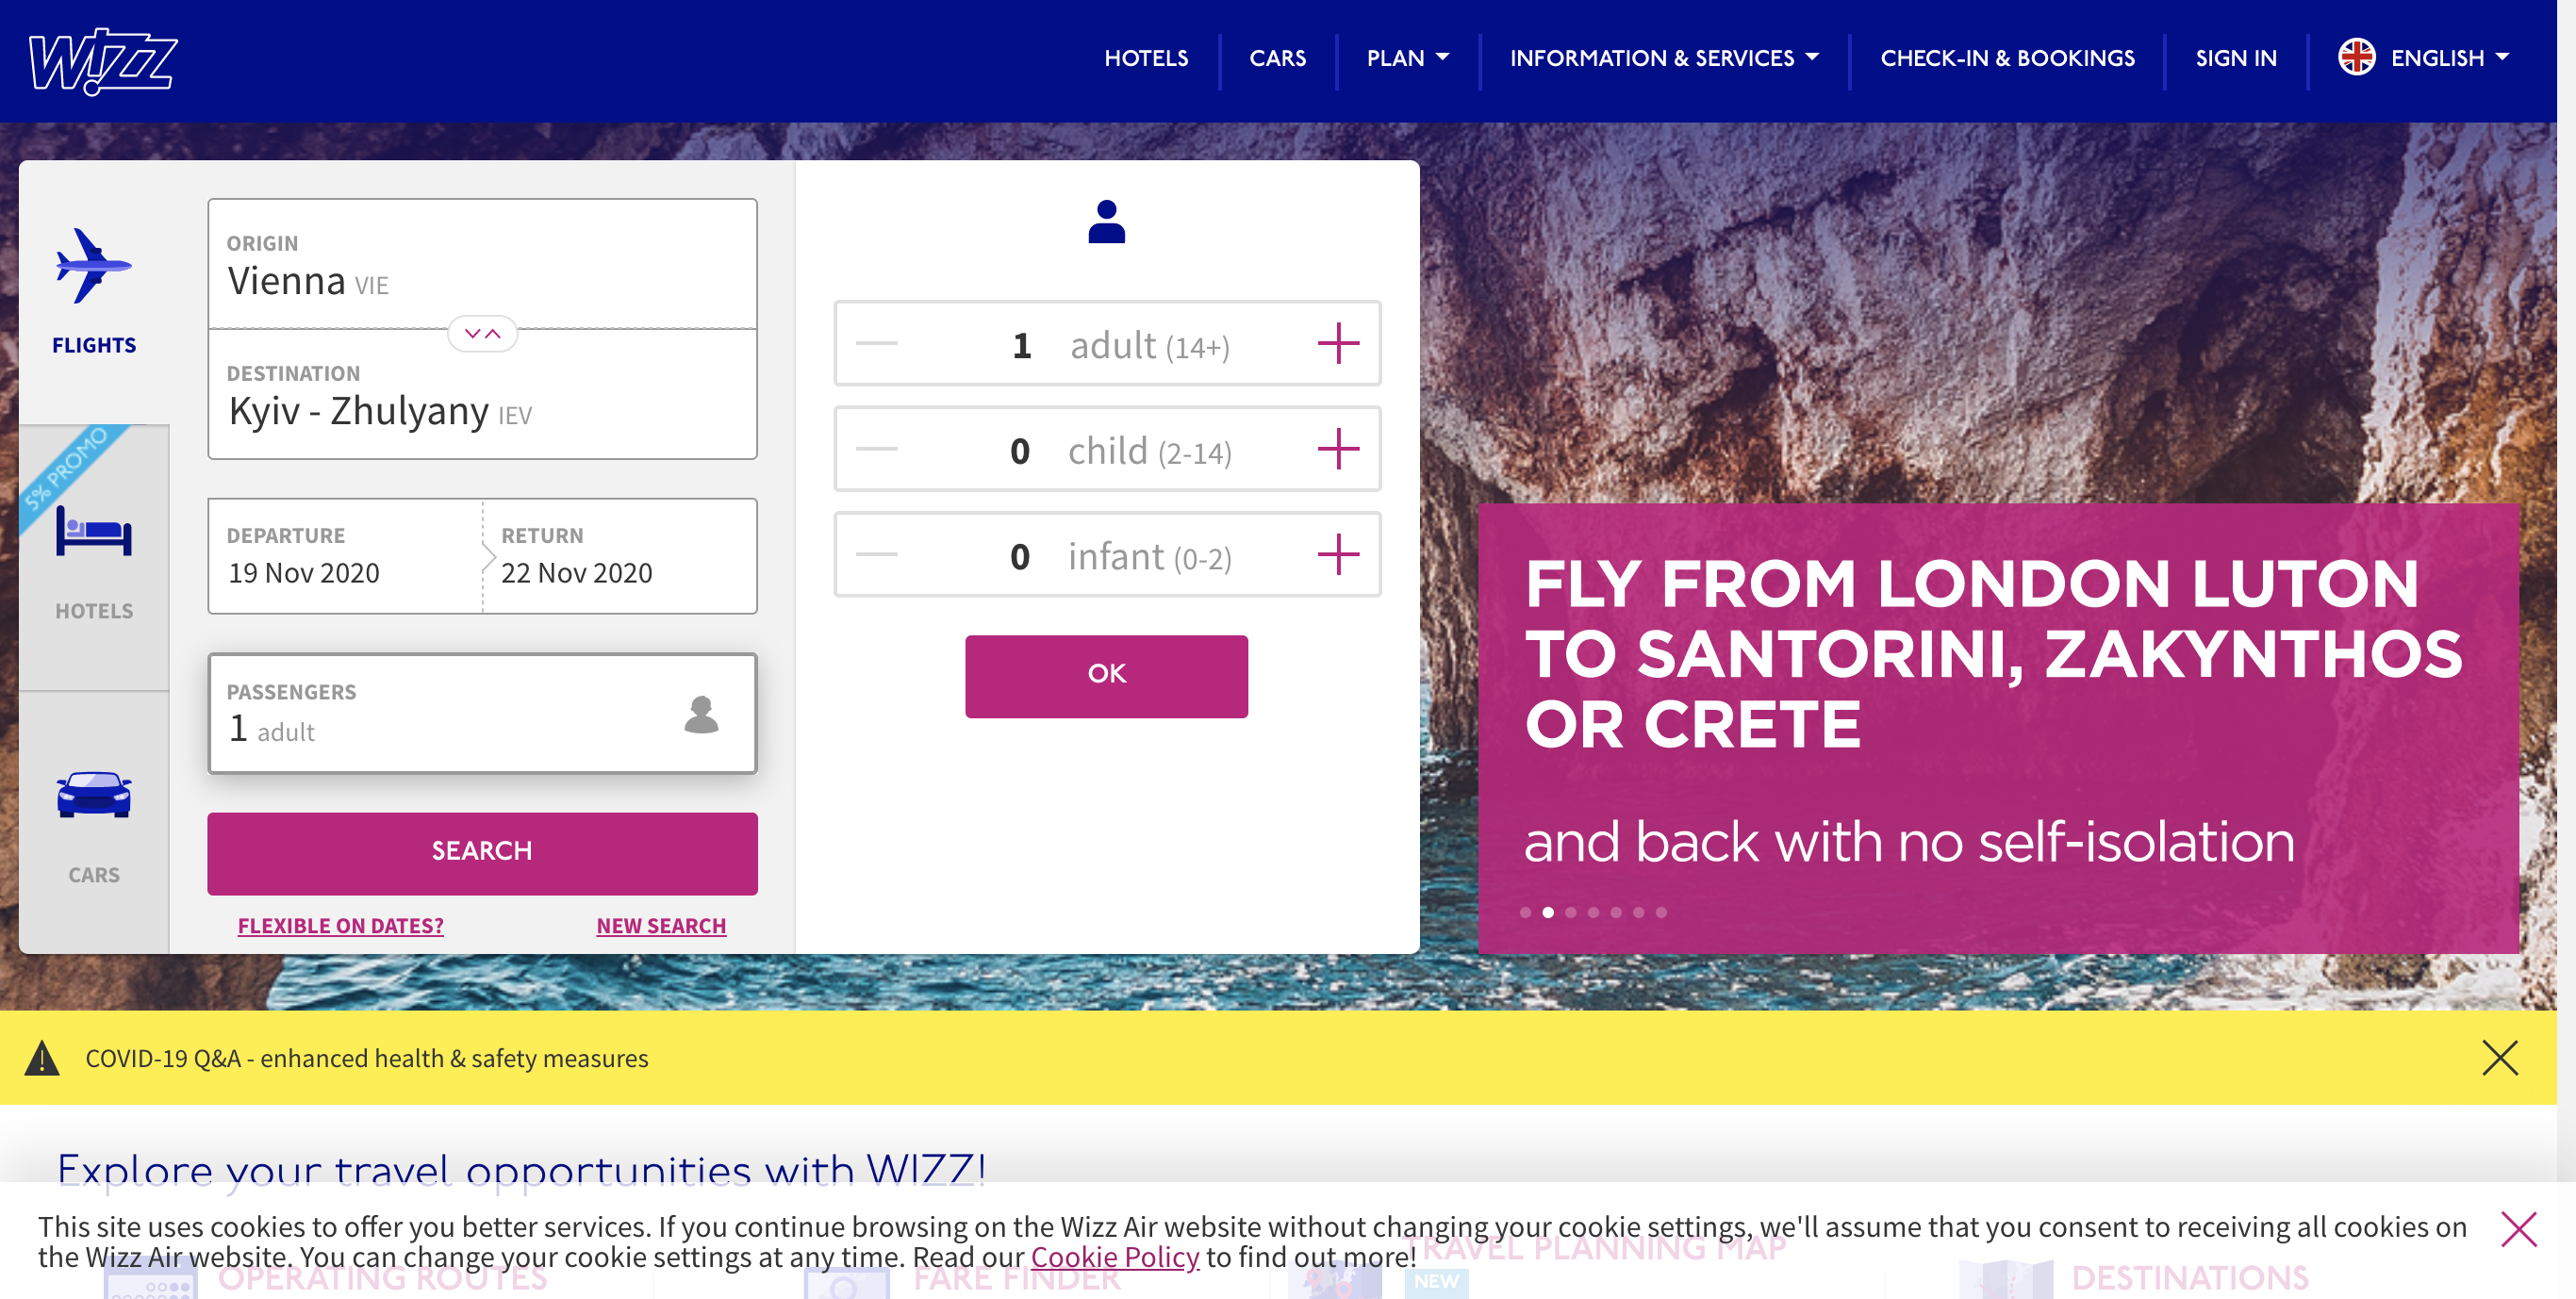 WIZZ
HOTELS
CARS
PLAN
INFORMATION & SERVICES
CHECK-IN & BOOKINGS
SIGN IN
ENGLISH
FLIGHTS
5% PROMO
HOTELS
CARS
ORIGIN
Vienna VIE
DESTINATION
Kyiv - Zhulyany IEV
DEPARTURE
19 Nov 2020
RETURN
22 Nov 2020
PASSENGERS
1 adult
SEARCH
FLEXIBLE ON DATES?
NEW SEARCH
1 adult (14+)
0 child (2-14)
0 infant (0-2)
OK
FLY FROM LONDON LUTON
TO SANTORINI, ZAKYNTHOS
OR CRETE
and back with no self-isolation
COVID-19 Q&A - enhanced health & safety measures
Explore your travel opportunities with WIZZ!
This site uses cookies to offer you better services. If you continue browsing on the Wizz Air website without changing your cookie settings, we'll assume that you consent to receiving all cookies on
the Wizz Air website. You can change your cookie settings at any time. Read our Cookie Policy to find out more!
OPERATING ROUTES
FARE FINDER
TRAVEL PLANNING MAP
NEW
DESTINATIONS